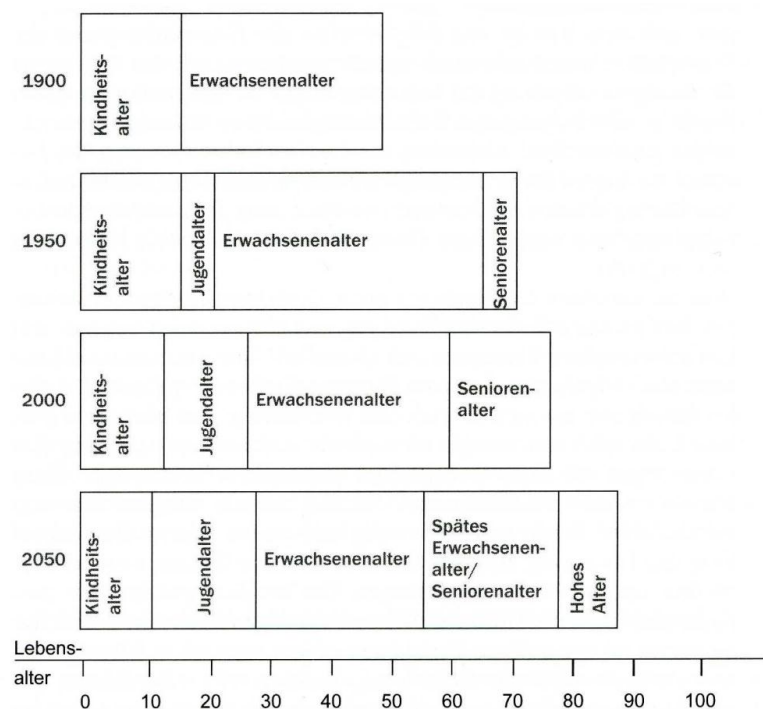 1900
Kindheits-
alter
Erwachsenenalter
1950
Kindheits-
alter
Jugendalter
Erwachsenenalter
Seniorenalter
2000
Kindheits-
alter
Jugendalter
Erwachsenenalter
Senioren-
alter
2050
Kindheits-
alter
Jugendalter
Erwachsenenalter
Spätes
Erwachsenen-
alter/
Seniorenalter
Hohes
Alter
Lebens-
alter
0 10 20 30 40 50 60 70 80 90 100